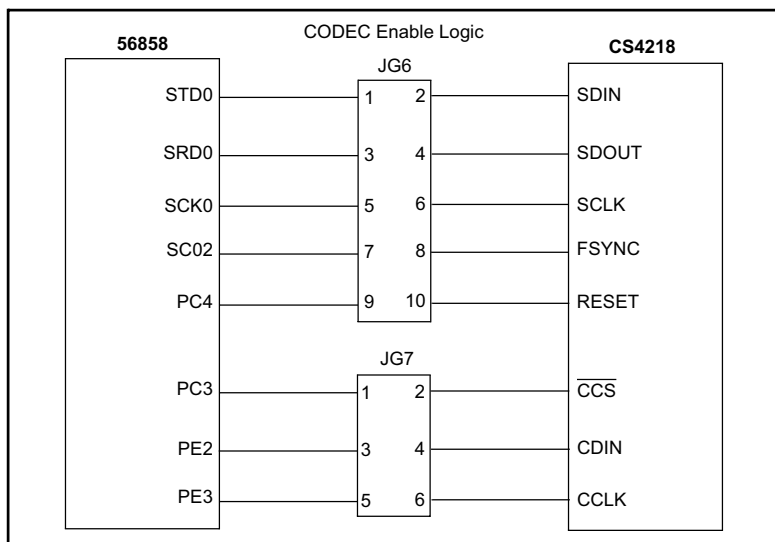 CODEC Enable Logic
56858
CS4218
JG6
STD0 1 2 SDIN
SRD0 3 4 SDOUT
SCK0 5 6 SCLK
SC02 7 8 FSYNC
PC4 9 10 RESET
JG7
PC3 1 2 C̅C̅S̅
PE2 3 4 CDIN
PE3 5 6 CCLK